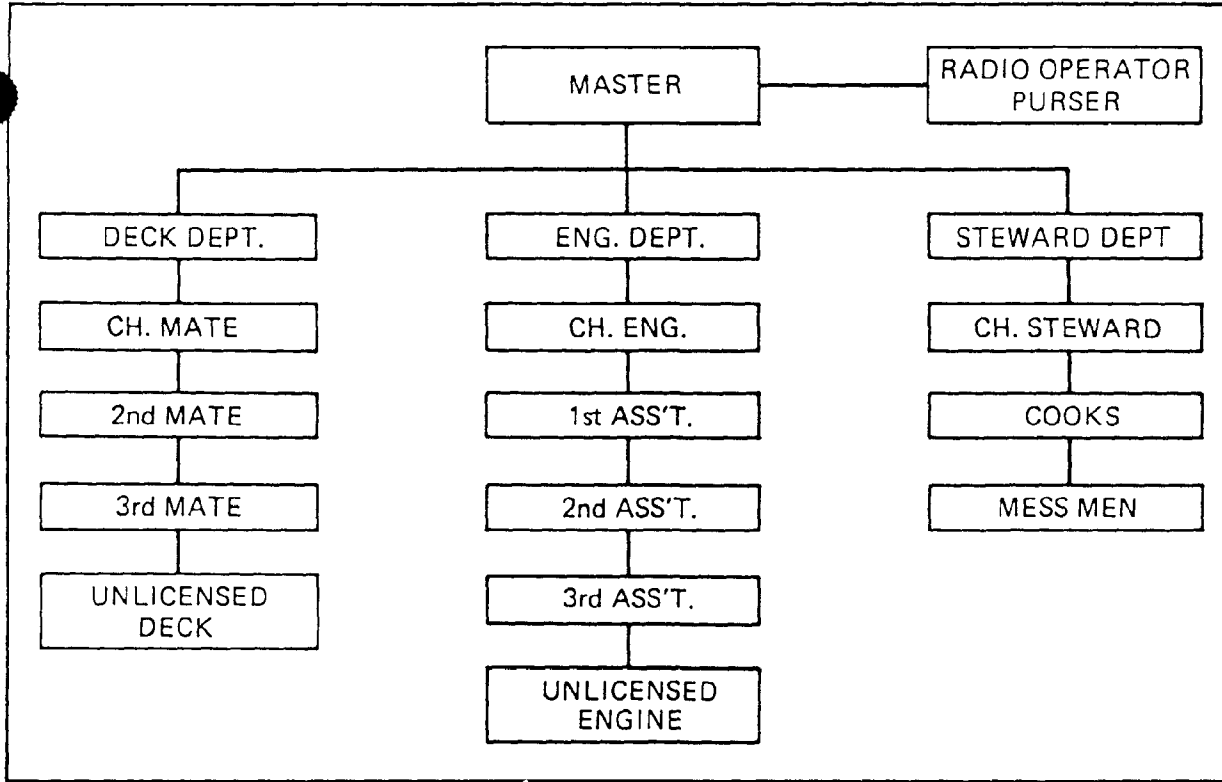 MASTER
RADIO OPERATOR
PURSER
DECK DEPT.
ENG. DEPT.
STEWARD DEPT
CH. MATE
CH. ENG.
CH. STEWARD
2nd MATE
1st ASS'T.
COOKS
3rd MATE
2nd ASS'T.
MESS MEN
UNLICENSED
DECK
3rd ASS'T.
UNLICENSED
ENGINE